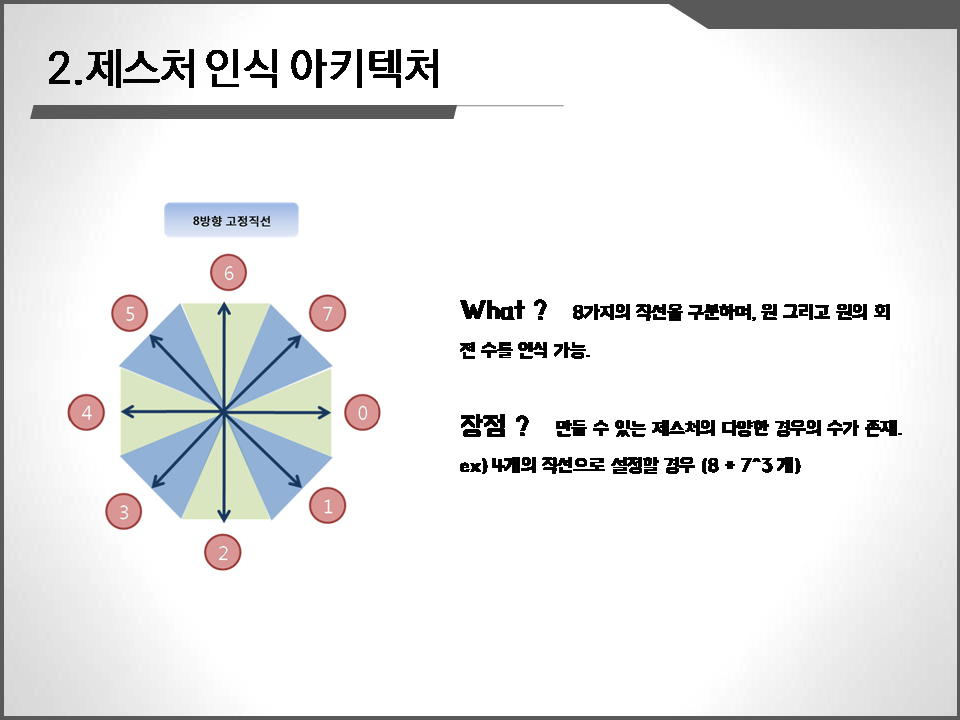 2.제스처 인식 아키텍처
8방향 고정직선
6
5
7
4
0
3
1
2
What ? 8가지의 직선을 구분하며, 원 그리고 원의 회
전 수를 인식 가능.
장점 ? 만들 수 있는 제스처의 다양한 경우의 수가 존재.
ex) 4개의 직선으로 설정할 경우 (8 * 7^3 개)